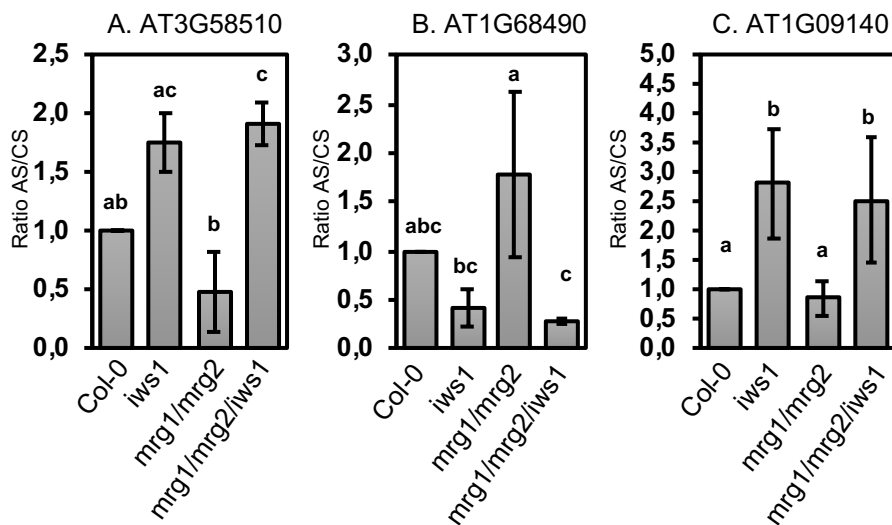 A. AT3G58510
Ratio AS/CS
2,5
2,0
1,5
1,0
0,5
0,0
ab
ac
b
c
Col-0
iws1
mrg1/mrg2
mrg1/mrg2/iws1
B. AT1G68490
Ratio AS/CS
3,0
2,5
2,0
1,5
1,0
0,5
0,0
abc
bc
a
c
Col-0
iws1
mrg1/mrg2
mrg1/mrg2/iws1
C. AT1G09140
Ratio AS/CS
5,0
4,5
4,0
3,5
3,0
2,5
2,0
1,5
1,0
0,5
0,0
a
b
a
b
Col-0
iws1
mrg1/mrg2
mrg1/mrg2/iws1